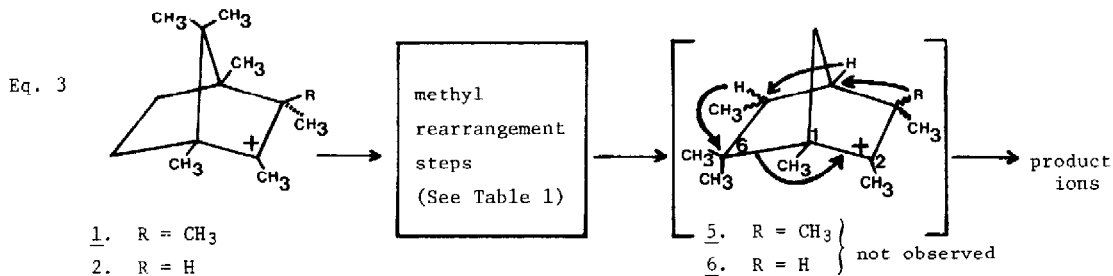 Eq. 3
CH3
CH3
CH3
R
CH3
+
CH3
CH3
1. R = CH3
2. R = H
methyl
rearrangement
steps
(See Table 1)
H
H
R
CH3
CH3
6
1
+
2
CH3
CH3
CH3
CH3
5. R = CH3
6. R = H
not observed
product
ions